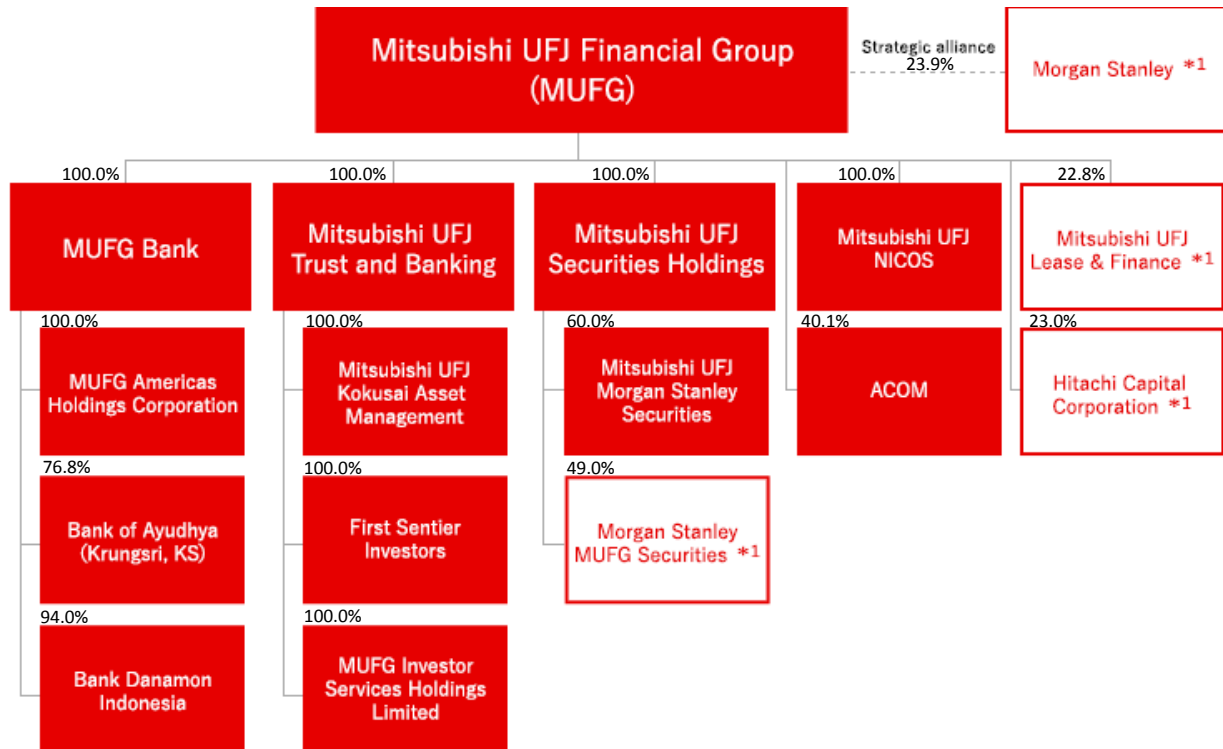 Mitsubishi UFJ Financial Group
(MUFG)
Strategic alliance
23.9%
Morgan Stanley *1
100.0%
100.0%
100.0%
100.0%
22.8%
MUFG Bank
Mitsubishi UFJ
Trust and Banking
Mitsubishi UFJ
Securities Holdings
Mitsubishi UFJ
NICOS
Mitsubishi UFJ
Lease & Finance *1
100.0%
100.0%
60.0%
40.1%
23.0%
MUFG Americas
Holdings Corporation
Mitsubishi UFJ
Kokusai Asset
Management
Mitsubishi UFJ
Morgan Stanley
Securities
ACOM
Hitachi Capital
Corporation *1
76.8%
100.0%
49.0%
Bank of Ayudhya
(Krungsri, KS)
First Sentier
Investors
Morgan Stanley
MUFG Securities *1
94.0%
100.0%
Bank Danamon
Indonesia
MUFG Investor
Services Holdings
Limited